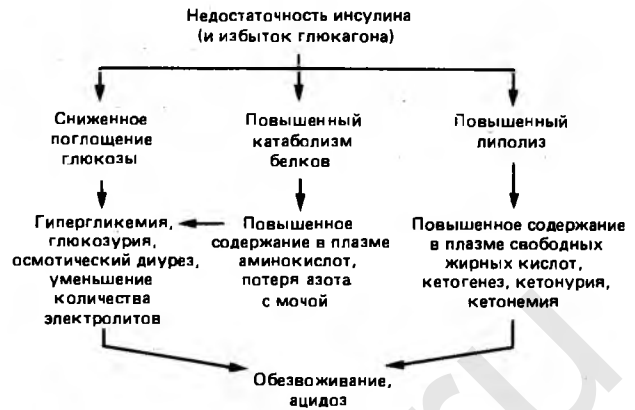 Недостаточность инсулина
(и избыток глюкагона)
Сниженное
поглощение
глюкозы
Повышенный
катаболизм
белков
Повышенный
липолиз
Гипергликемия,
глюкозурия,
осмотический диурез,
уменьшение
количества
электролитов
Повышенное
содержание в плазме
аминокислот,
потеря азота
с мочой
Повышенное содержание
в плазме свободных
жирных кислот,
кетогенез, кетонурия,
кетонемия
Обезвоживание,
ацидоз